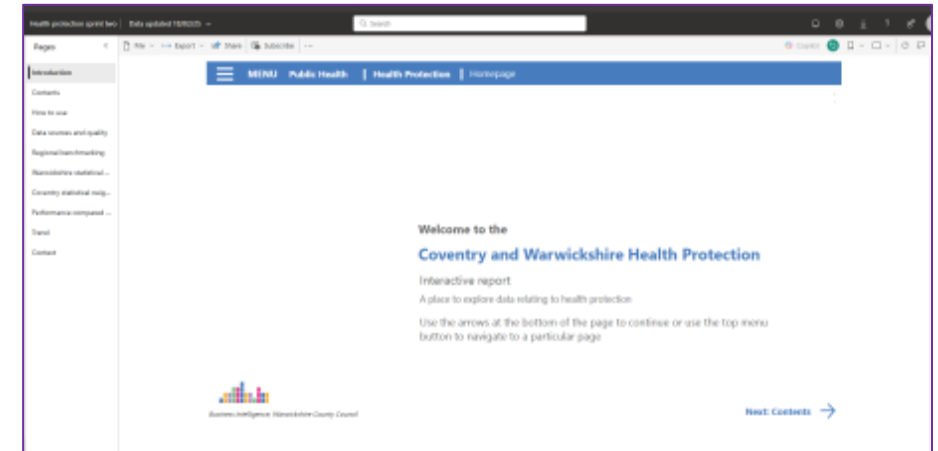 Health protection sprint two | Data updated
Search
Pages
File Export Share Subscribe ···
Copilot
MENU Public Health | Health Protection | Homepage
Introduction
Contents
How to use
Data sources and quality
Regional benchmarking
Warwickshire statistical ...
Coventry statistical neig...
Performance compared ...
Trend
Contact
Welcome to the
Coventry and Warwickshire Health Protection
Interactive report
A place to explore data relating to health protection
Use the arrows at the bottom of the page to continue or use the top menu
button to navigate to a particular page
Business Intelligence Warwickshire County Council
Next: Contents